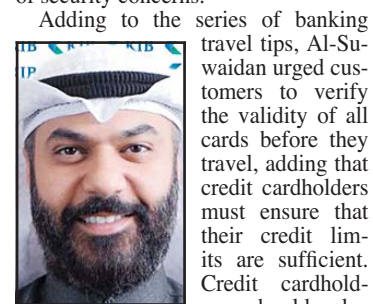 of security concerns.
Adding to the series of banking
travel tips, Al-Su-
waidan urged cus-
tomers to verify
the validity of all
cards before they
travel, adding that
credit cardholders
must ensure that
their credit lim-
its are sufficient.
Credit cardhold-
KIB
KIB